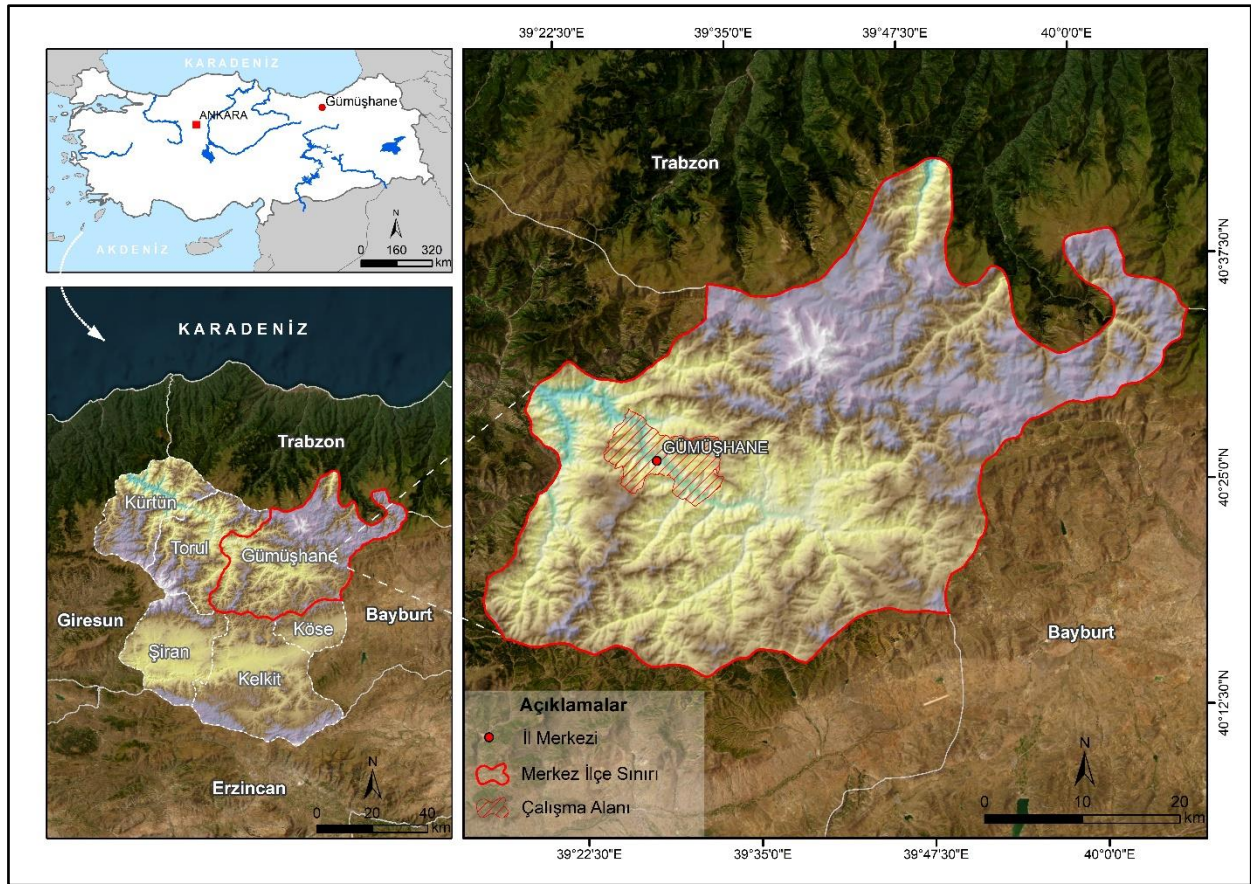 39°22'30"E
39°35'0"E
39°47'30"E
40°0'0"E
KARADENİZ
Gümüşhane
ANKARA
AKDENİZ
N
0 160 320
km
KARADENİZ
Trabzon
Kürtün
Torul
Gümüşhane
Giresun
Bayburt
Köse
Şiran
Kelkit
Erzincan
N
0 20 40
km
Trabzon
GÜMÜŞHANE
Bayburt
40°37'30"N
40°25'0"N
40°12'30"N
Açıklamalar
İl Merkezi
Merkez İlçe Sınırı
Çalışma Alanı
N
0 10 20
km
39°22'30"E
39°35'0"E
39°47'30"E
40°0'0"E